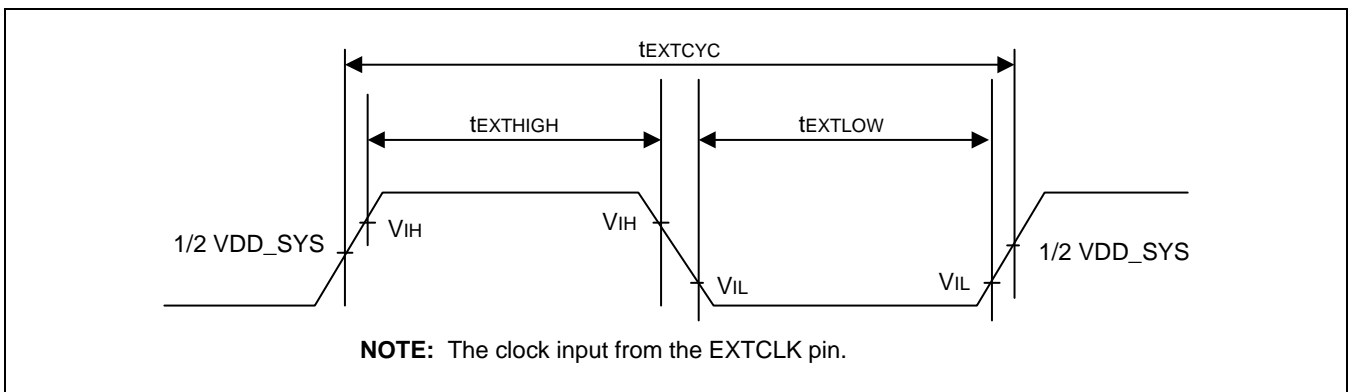 tEXTCYC
tEXTHIGH
tEXTLOW
1/2 VDD_SYS
VIH
VIH
VIL
VIL
1/2 VDD_SYS
NOTE: The clock input from the EXTCLK pin.